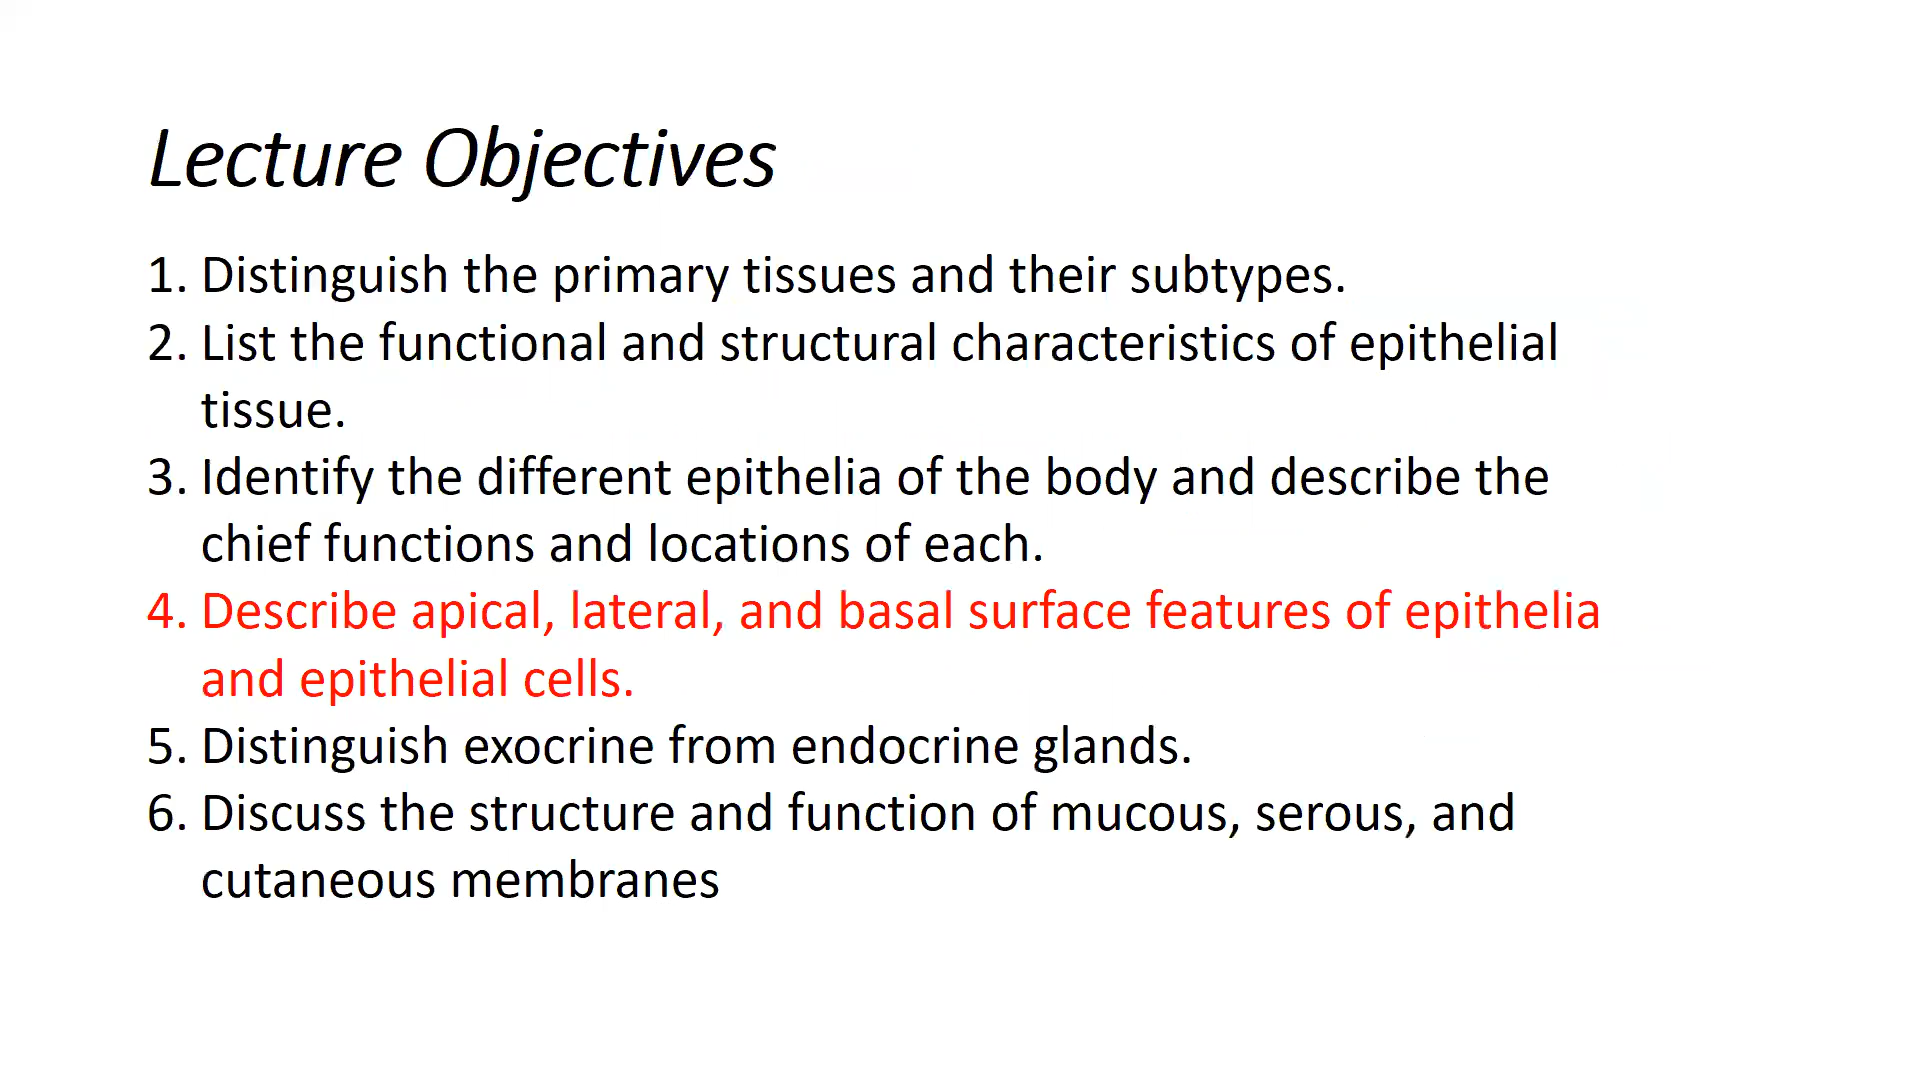 Lecture Objectives
1. Distinguish the primary tissues and their subtypes.
2. List the functional and structural characteristics of epithelial
tissue.
3. Identify the different epithelia of the body and describe the
chief functions and locations of each.
4. Describe apical, lateral, and basal surface features of epithelia
and epithelial cells.
5. Distinguish exocrine from endocrine glands.
6. Discuss the structure and function of mucous, serous, and
cutaneous membranes